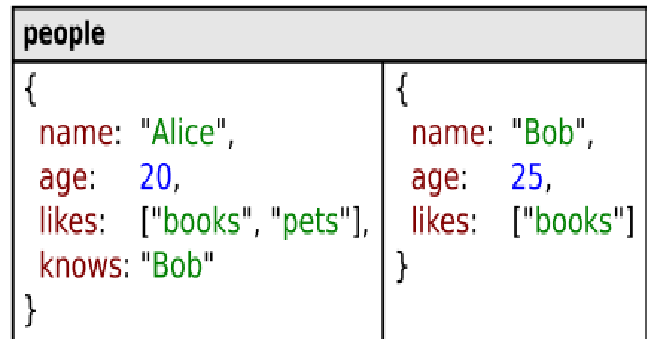 people
{
name: "Alice",
age: 20,
likes: ["books", "pets"],
knows: "Bob"
}
{
name: "Bob",
age: 25,
likes: ["books"]
}